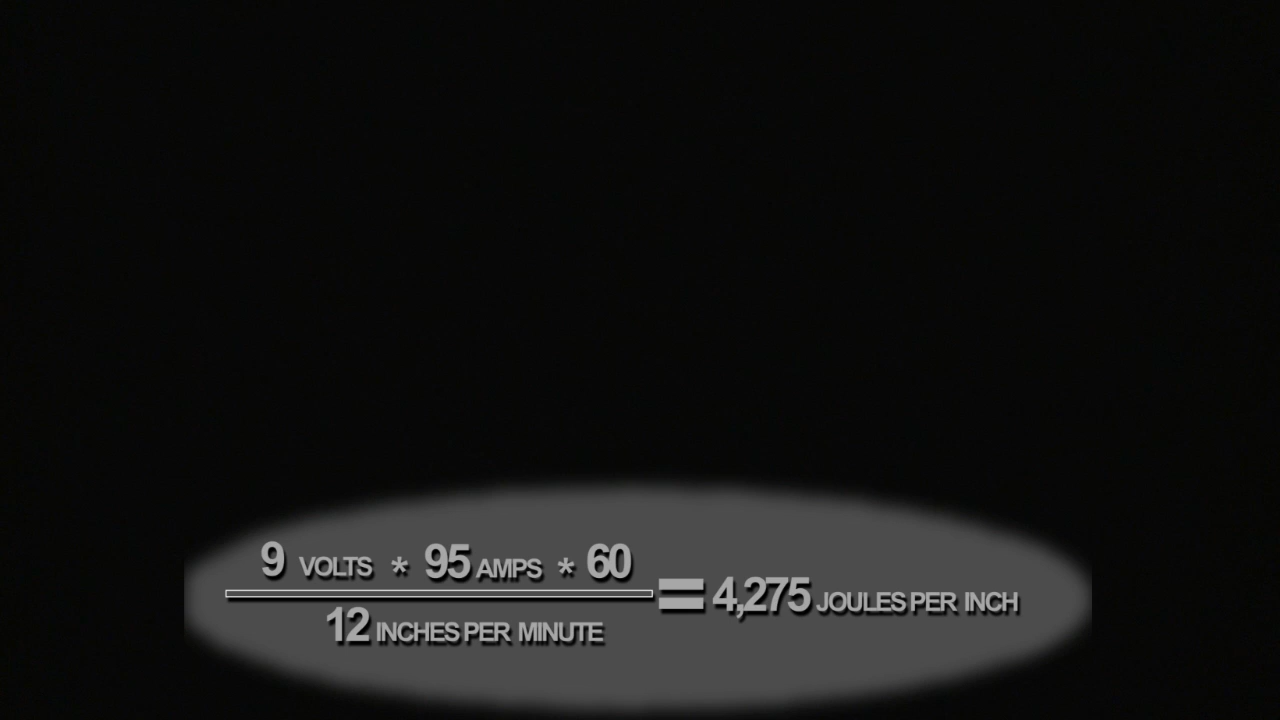 9 VOLTS * 95 AMPS * 60
12 INCHES PER MINUTE
= 4,275 JOULES PER INCH